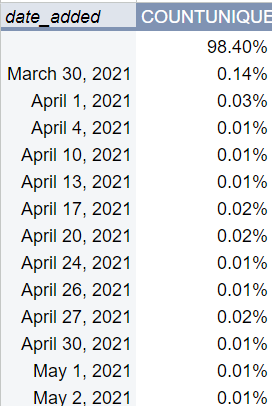 date_added COUNTUNIQUE
98.40%
March 30, 2021 0.14%
April 1, 2021 0.03%
April 4, 2021 0.01%
April 10, 2021 0.01%
April 13, 2021 0.01%
April 17, 2021 0.02%
April 20, 2021 0.02%
April 24, 2021 0.01%
April 26, 2021 0.01%
April 27, 2021 0.02%
April 30, 2021 0.01%
May 1, 2021 0.01%
May 2, 2021 0.01%